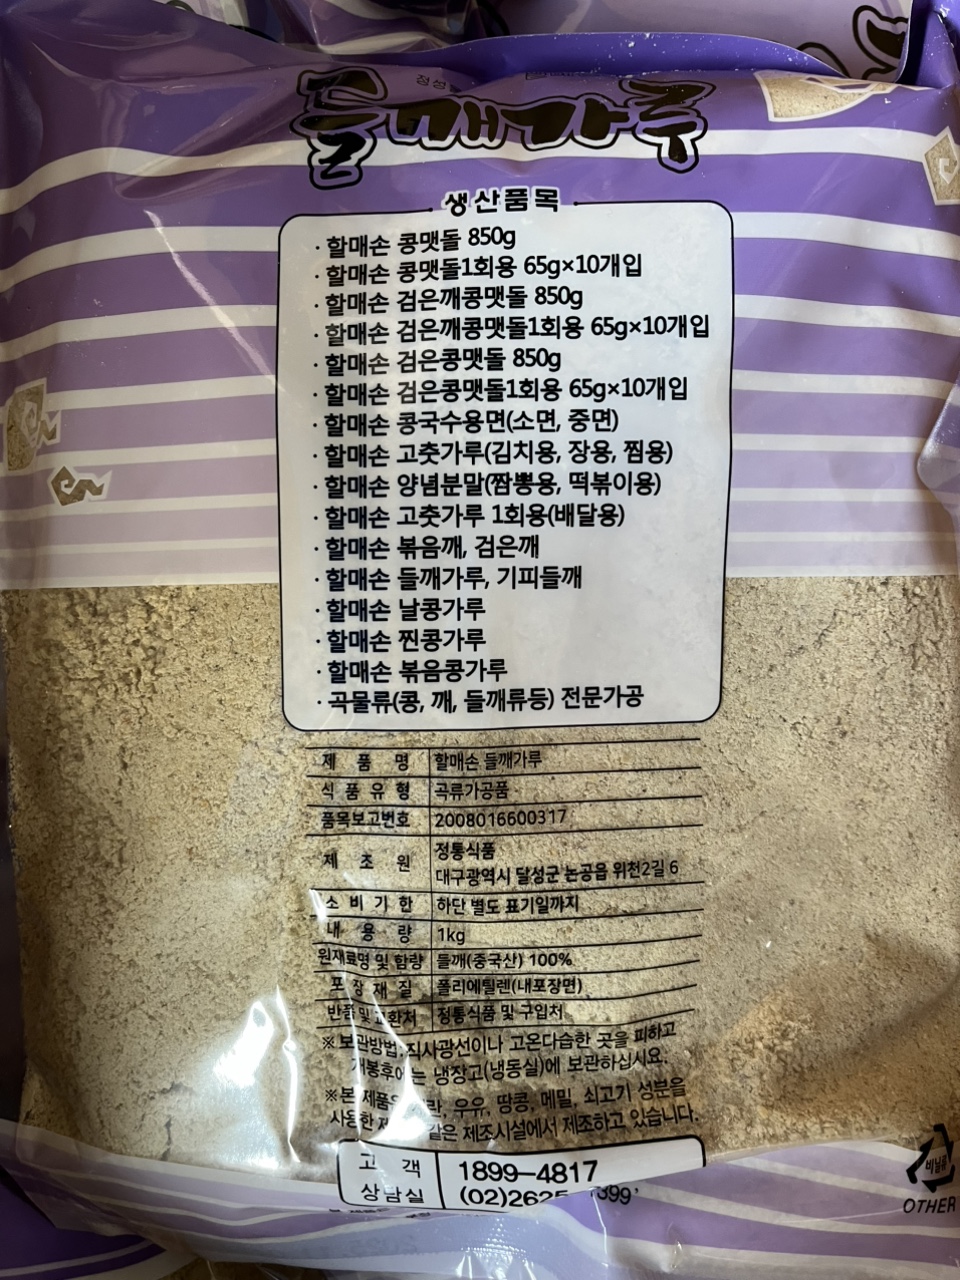 정성
들깨가루
생산품목
· 할매손 콩맷돌 850g
· 할매손 콩맷돌1회용 65g×10개입
· 할매손 검은깨콩맷돌 850g
· 할매손 검은깨콩맷돌1회용 65g×10개입
· 할매손 검은콩맷돌 850g
· 할매손 검은콩맷돌1회용 65g×10개입
· 할매손 콩국수용면(소면, 중면)
· 할매손 고춧가루(김치용, 장용, 찜용)
· 할매손 양념분말(짬뽕용, 떡볶이용)
· 할매손 고춧가루 1회용(배달용)
· 할매손 볶음깨, 검은깨
· 할매손 들깨가루, 기피들깨
· 할매손 날콩가루
· 할매손 찐콩가루
· 할매손 볶음콩가루
· 곡물류(콩, 깨, 들깨류등) 전문가공
제 품 명 할매손 들깨가루
식 품 유 형 곡류가공품
품목보고번호 2008016600317
제 조 원 정통식품
대구광역시 달성군 논공읍 위천2길 6
소 비 기 한 하단 별도 표기일까지
내 용 량 1kg
원재료명 및 함량 들깨(중국산) 100%
포 장 재 질 폴리에틸렌(내포장면)
반품 및 교환처 정통식품 및 구입처
※ 보관방법: 직사광선이나 고온다습한 곳을 피하고
개봉후에는 냉장고(냉동실)에 보관하십시요.
※ 본 제품은 우유, 땅콩, 메밀, 쇠고기 성분을
사용한 같은 제조시설에서 제조하고 있습니다.
고 객 1899-4817
상담실 (02)2625
비닐류
OTHER